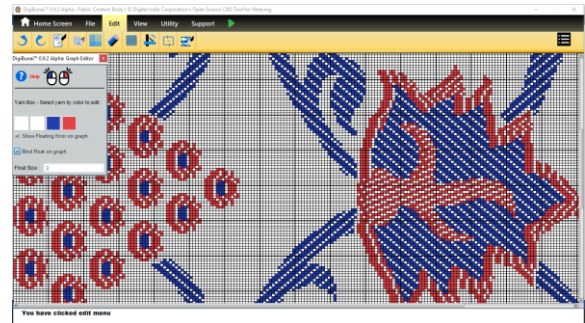 DigiBunai™ 0.9.2 Alpha : Fabric Creator( Body ) © Digital India Corporation's Open Source CAD Tool for Weaving
Home Screen File Edit View Utility Support
DigiBunai™ 0.9.2 Alpha: Graph Editor
? Help
Yarn Box - Select yarn by color to edit :
Show Floating Error on graph
Bind Float on graph
Float Size : 3
You have clicked edit menu